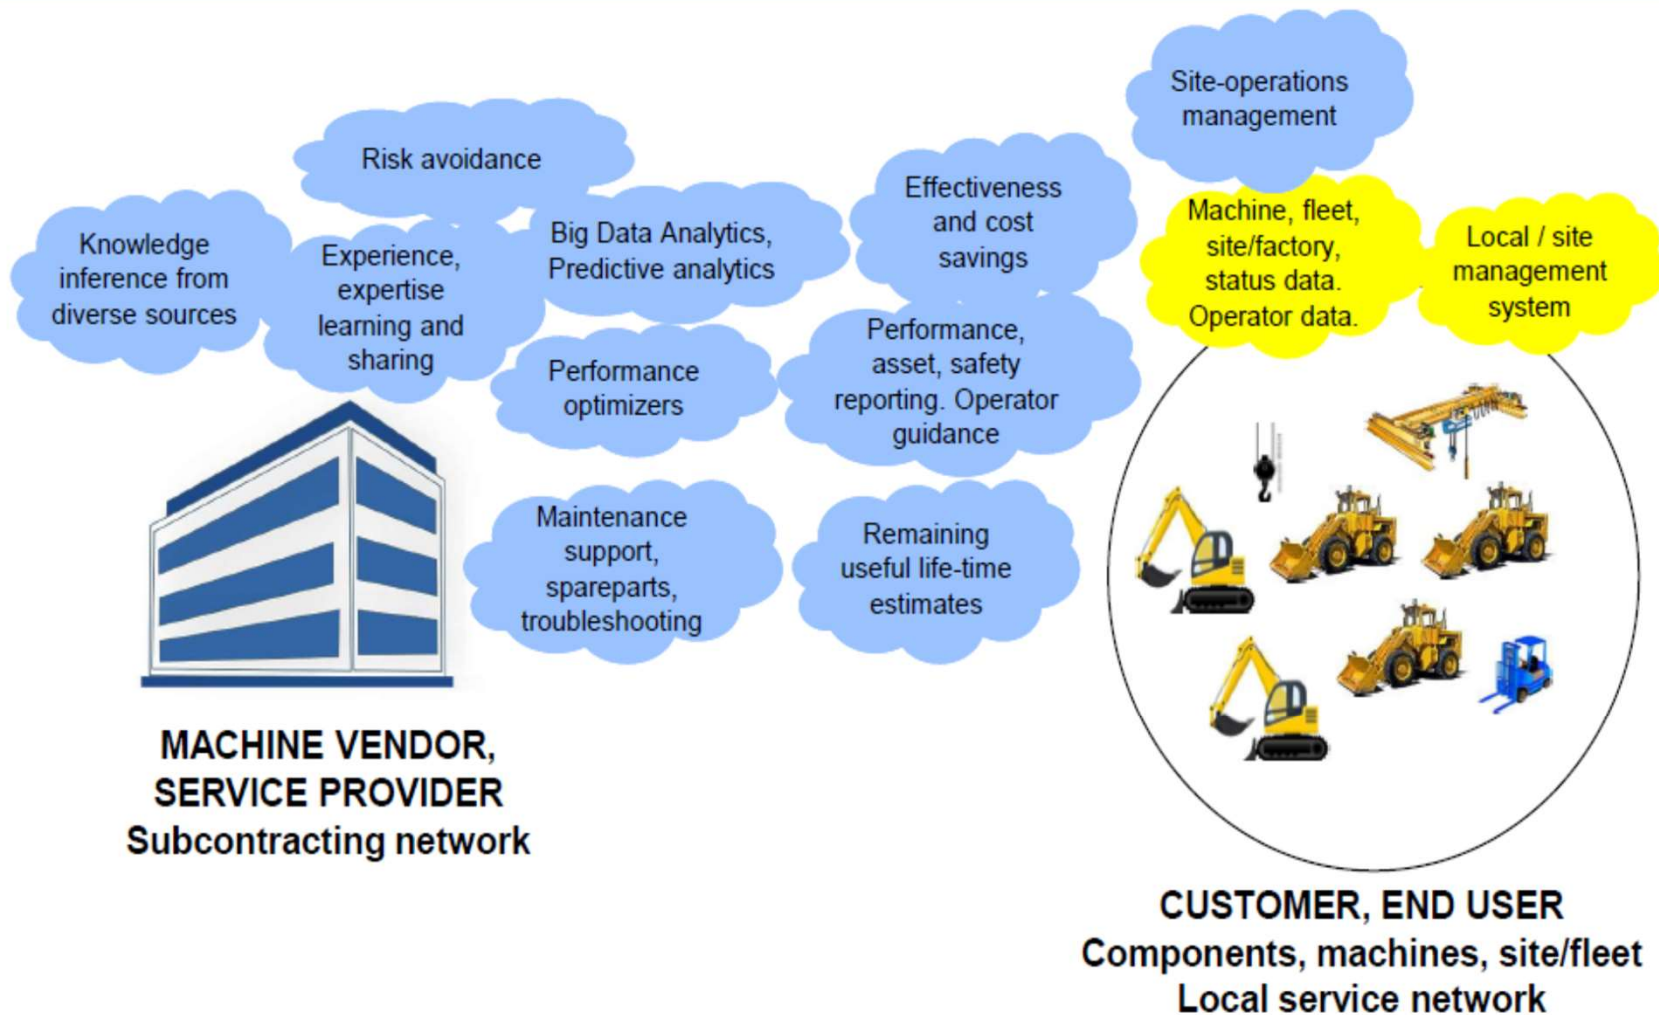 Site-operations
management
Risk avoidance
Effectiveness
and cost
savings
Machine, fleet,
site/factory,
status data.
Operator data.
Local / site
management
system
Knowledge
inference from
diverse sources
Experience,
expertise
learning and
sharing
Big Data Analytics,
Predictive analytics
Performance
optimizers
Performance,
asset, safety
reporting. Operator
guidance
Maintenance
support,
spareparts,
troubleshooting
Remaining
useful life-time
estimates
MACHINE VENDOR,
SERVICE PROVIDER
Subcontracting network
CUSTOMER, END USER
Components, machines, site/fleet
Local service network